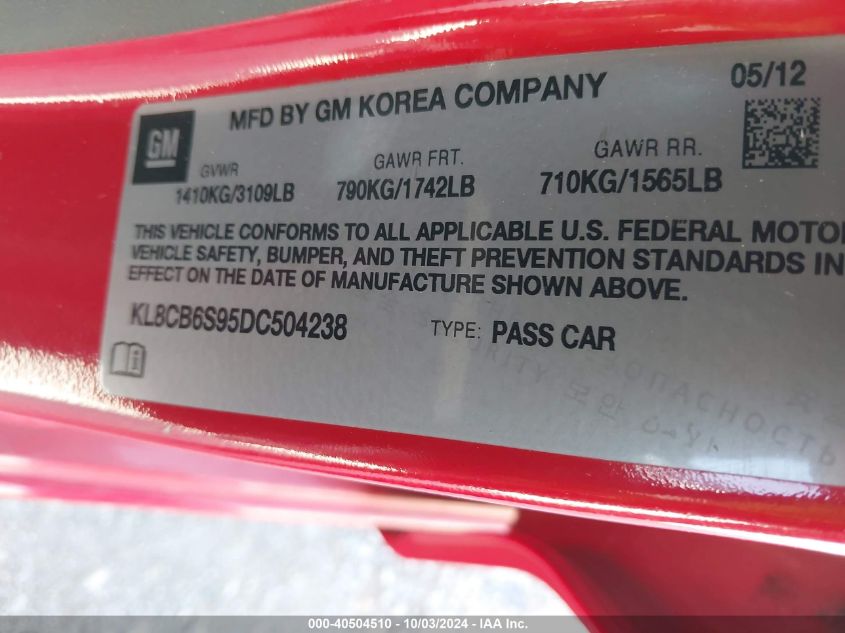 MFD BY GM KOREA COMPANY
05/12
GM
GVWR
GAWR FRT.
GAWR RR.
1410KG/3109LB
790KG/1742LB
710KG/1565LB
THIS VEHICLE CONFORMS TO ALL APPLICABLE U.S. FEDERAL MOTO
VEHICLE SAFETY, BUMPER, AND THEFT PREVENTION STANDARDS IN
EFFECT ON THE DATE OF MANUFACTURE SHOWN ABOVE.
KL8CB6S95DC504238
TYPE: PASS CAR
보안
000-40504510 - 10/03/2024 - IAA Inc.